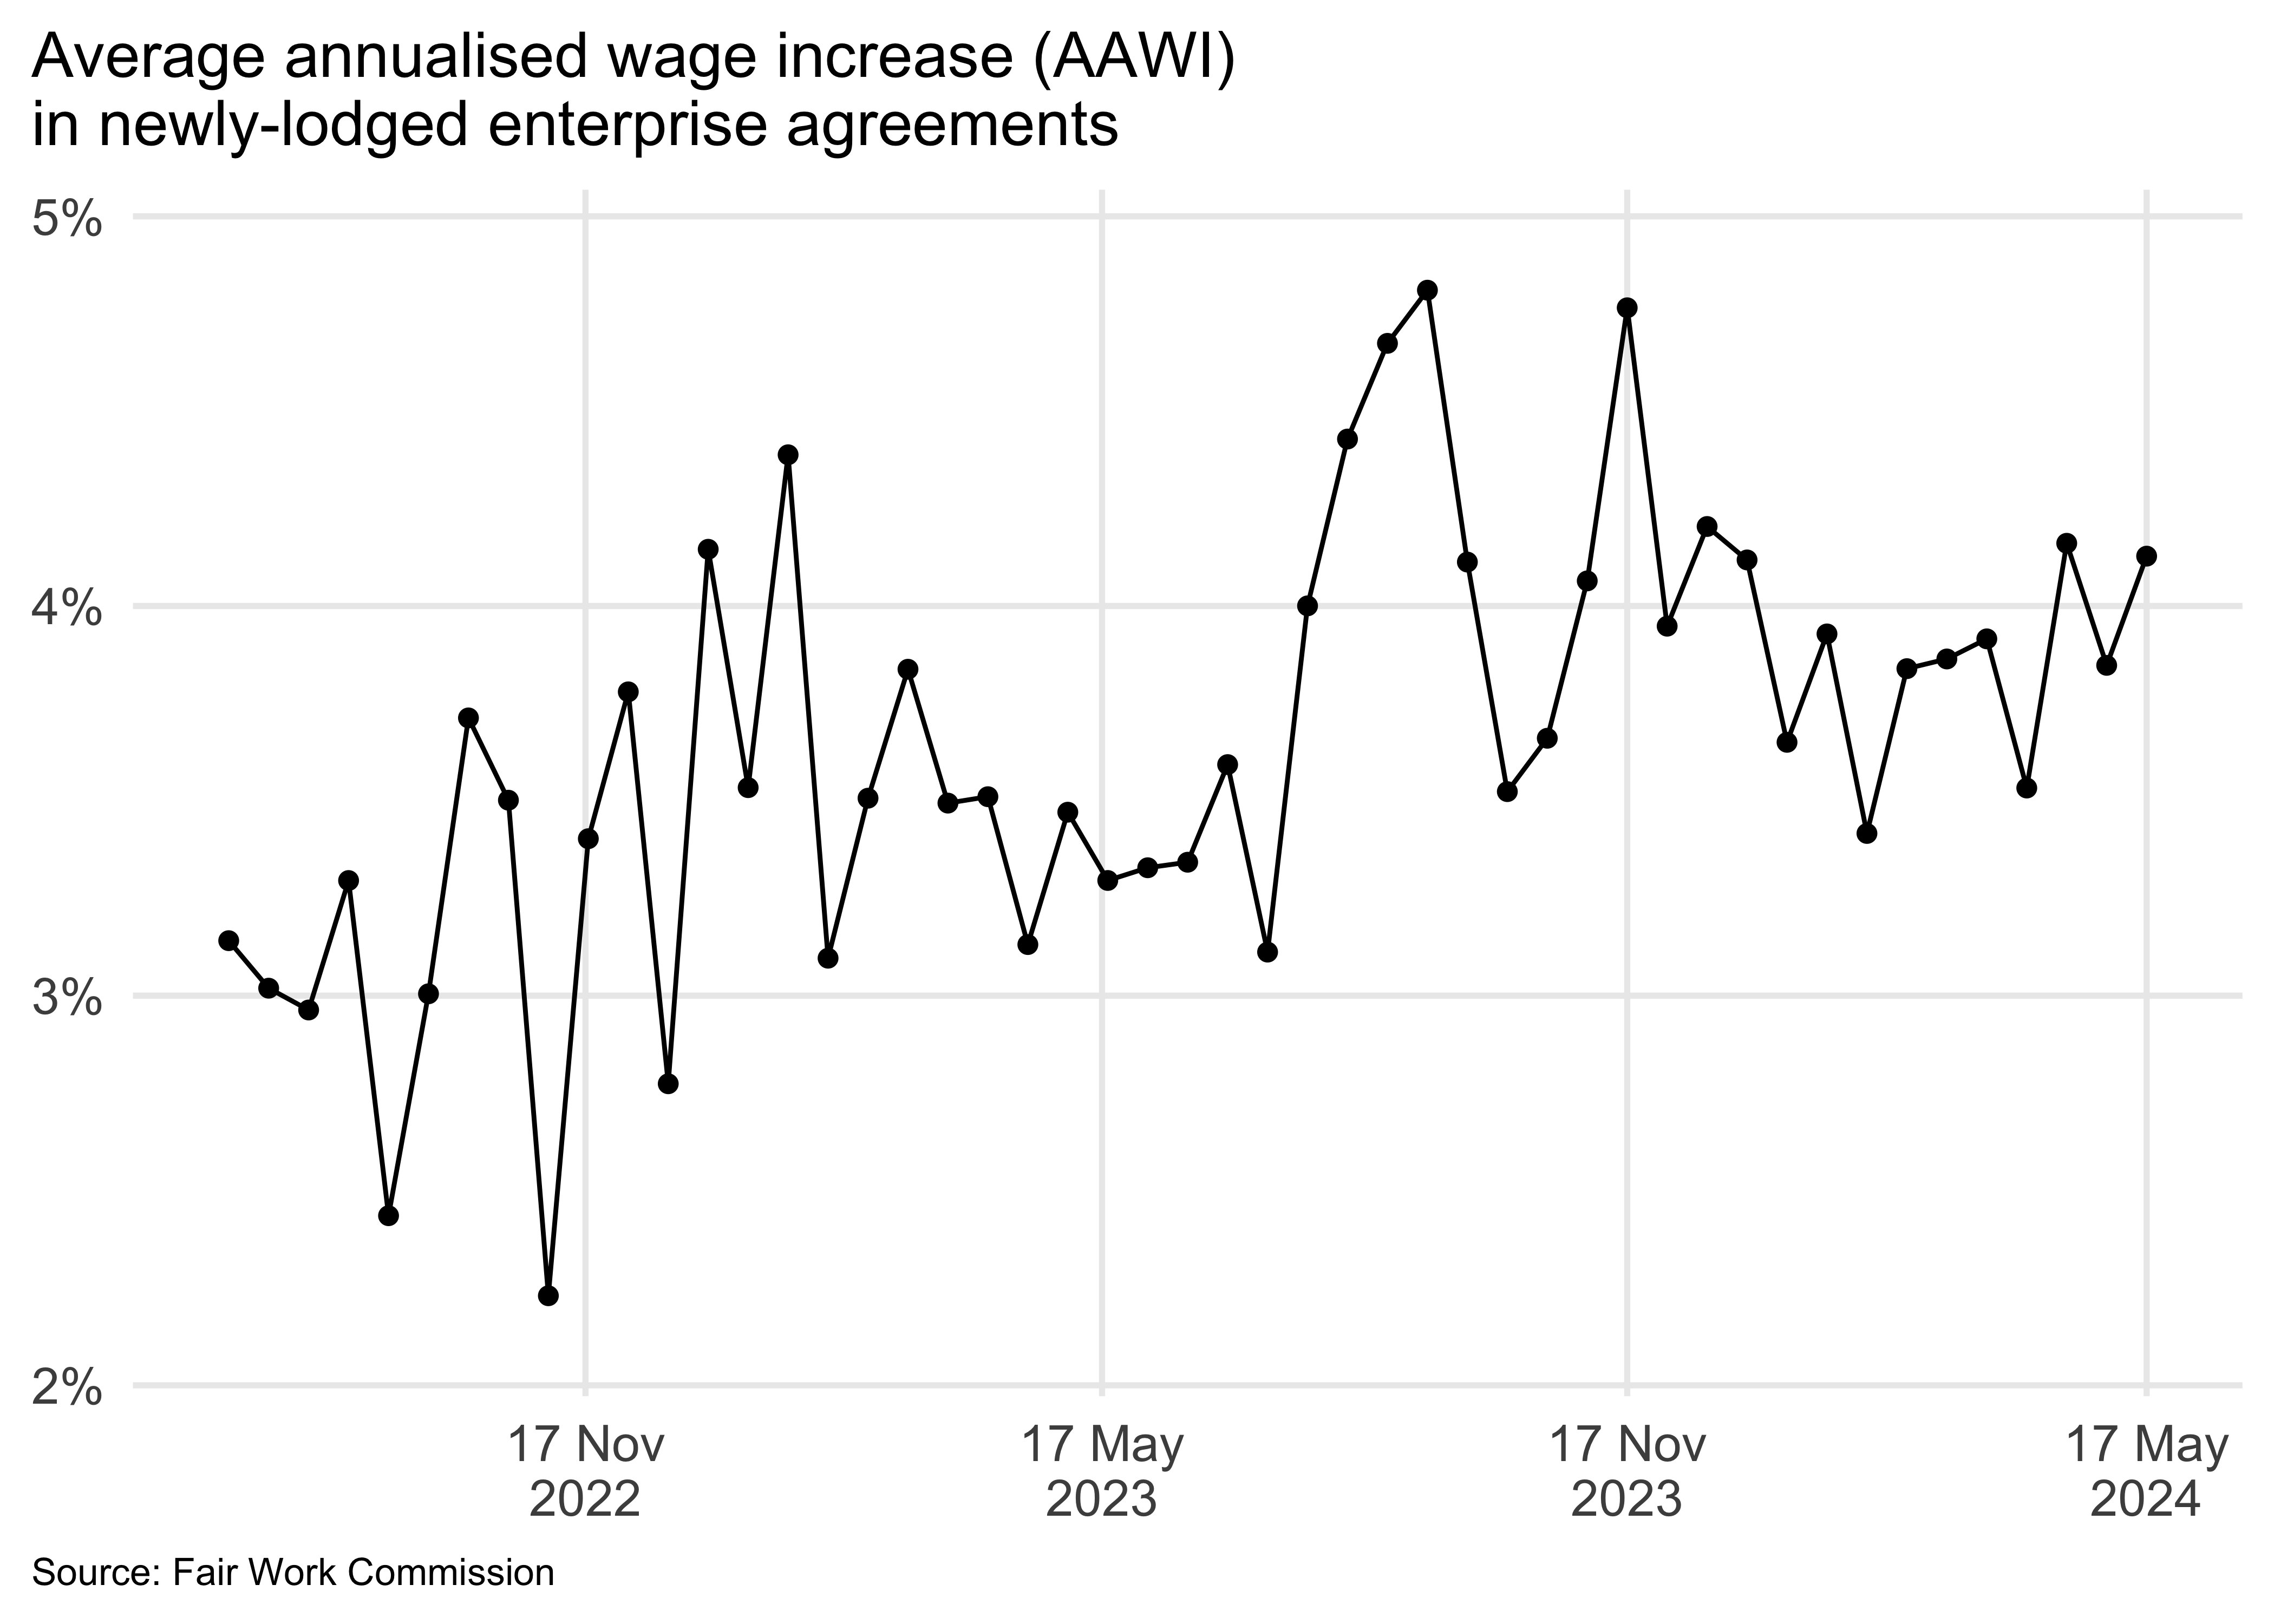 Average annualised wage increase (AAWI)
in newly-lodged enterprise agreements
5%
4%
3%
2%
17 Nov
2022
17 May
2023
17 Nov
2023
17 May
2024
Source: Fair Work Commission